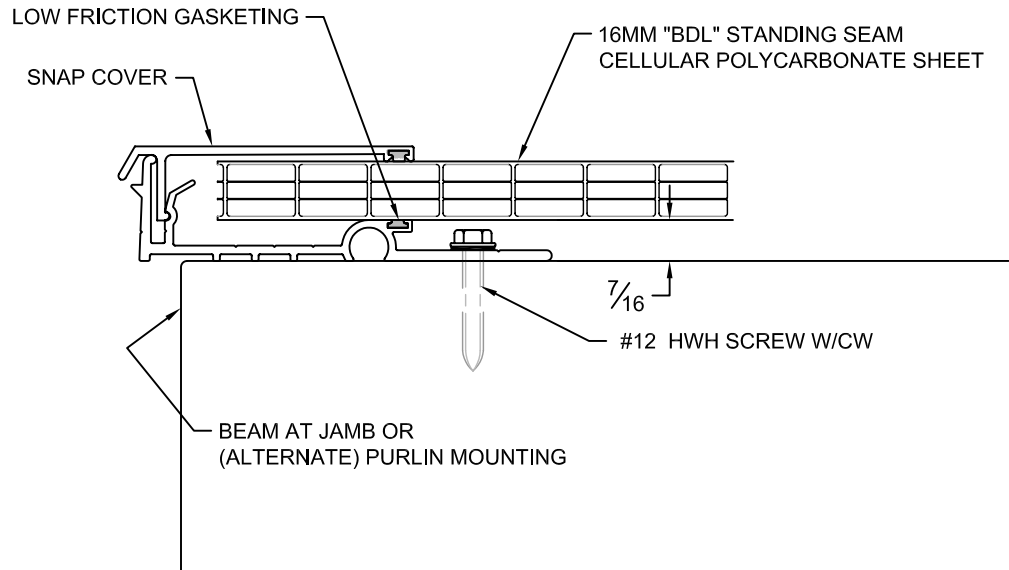 LOW FRICTION GASKETING
16MM "BDL" STANDING SEAM
CELLULAR POLYCARBONATE SHEET
SNAP COVER
7/16
#12 HWH SCREW W/CW
BEAM AT JAMB OR
(ALTERNATE) PURLIN MOUNTING